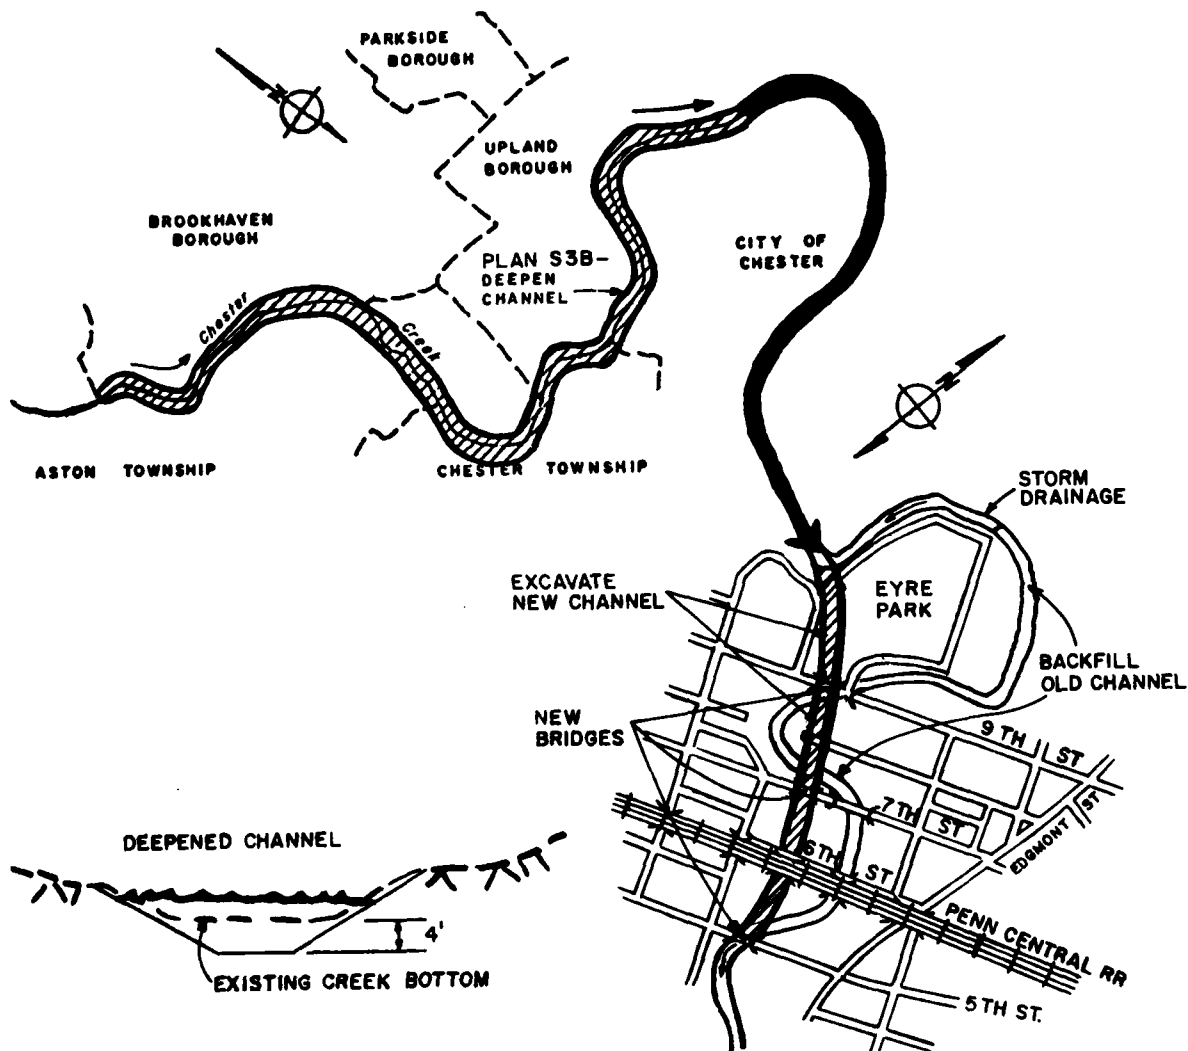 PARKSIDE
BOROUGH
N
UPLAND
BOROUGH
BROOKHAVEN
BOROUGH
CITY OF
CHESTER
PLAN S3B-
DEEPEN
CHANNEL
Chester
Creek
N
ASTON TOWNSHIP
CHESTER TOWNSHIP
STORM
DRAINAGE
EXCAVATE
NEW CHANNEL
EYRE
PARK
BACKFILL
OLD CHANNEL
NEW
BRIDGES
9 TH ST
7TH ST
EDGMONT ST
6TH ST
DEEPENED CHANNEL
PENN CENTRAL RR
4'
EXISTING CREEK BOTTOM
5TH ST.